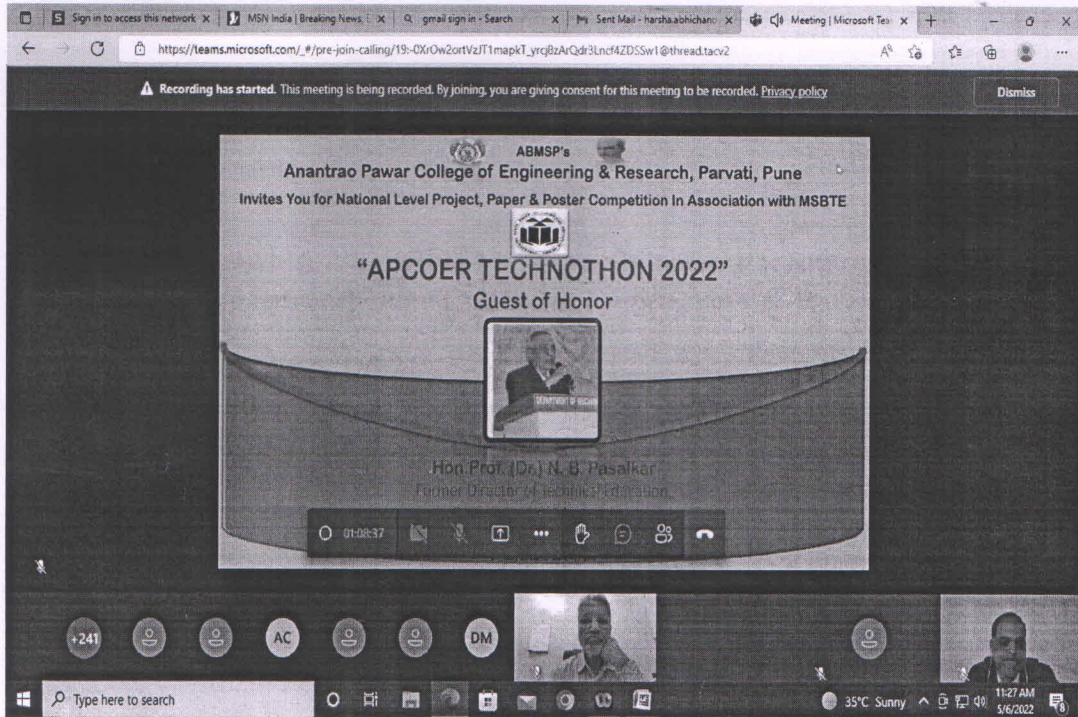 Sign in to access this network
MSN India | Breaking News, E
gmail sign in - Search
Sent Mail - harsha.abhichand
Meeting | Microsoft Tea
https://teams.microsoft.com/_#/pre-join-calling/19:-0XrOw2ortVzJT1mapkT_yrcj8zArQdr3Lncf4ZDSSw1@thread.tacv2
Recording has started. This meeting is being recorded. By joining, you are giving consent for this meeting to be recorded. Privacy policy
Dismiss
ABMSP's
Anantrao Pawar College of Engineering & Research, Parvati, Pune
Invites You for National Level Project, Paper & Poster Competition In Association with MSBTE
"APCOER TECHNOTHON 2022"
Guest of Honor
DEPARTMENT OF
Hon.Prof. (Dr.) N. B. Pasalkar
Former Director of Technical Education
01:08:37
+241
AC
DM
Type here to search
35°C Sunny
11:27 AM
5/6/2022
8